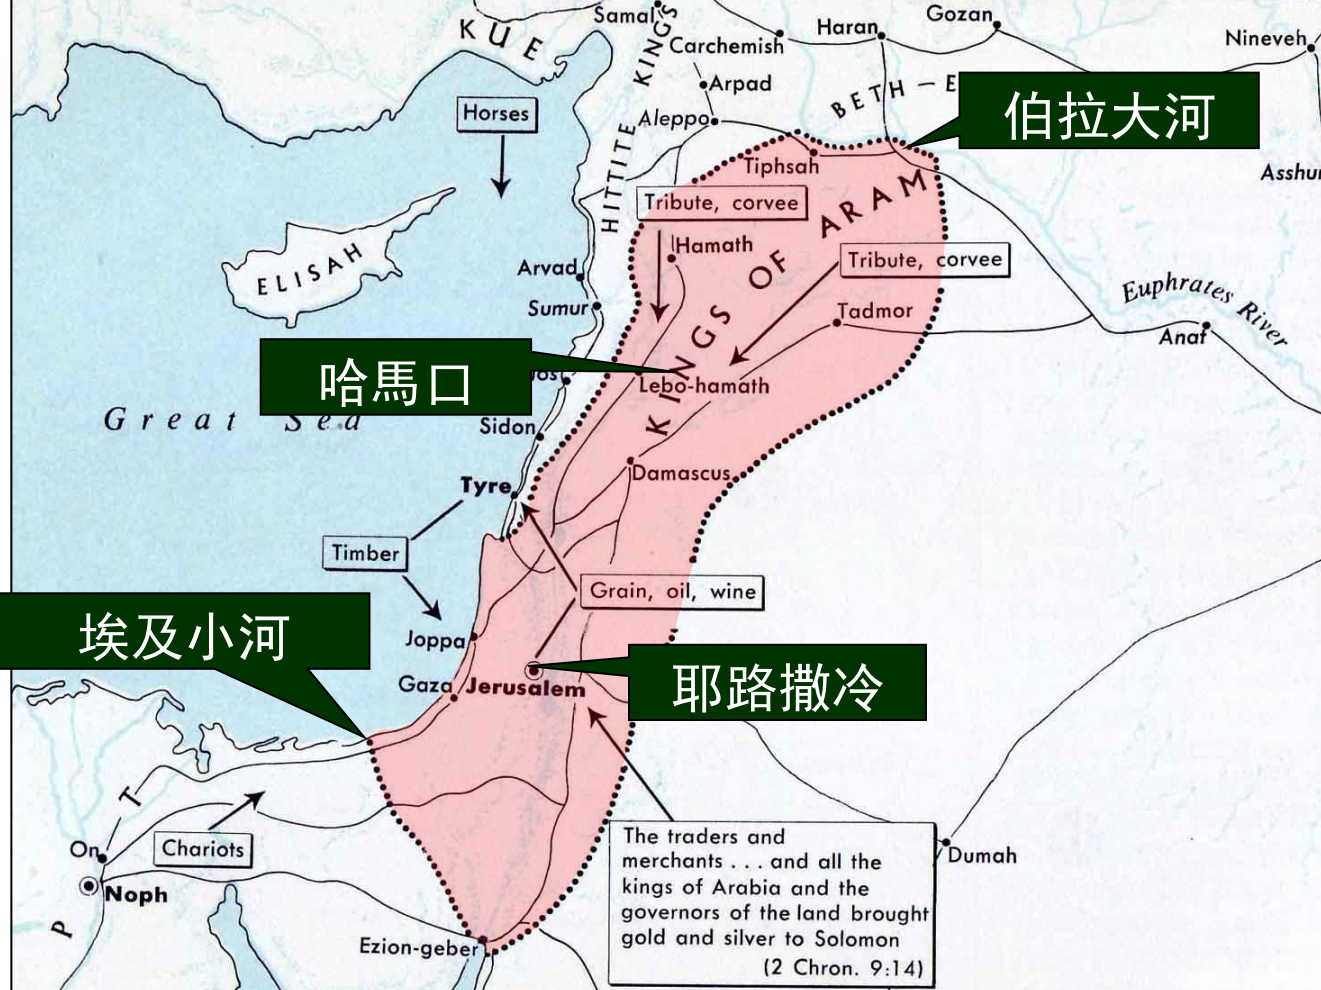 Samal
KUE
HITTITE KINGS
Carchemish
Haran
Gozan
Nineveh
Arpad
Aleppo
BETH-E
伯拉大河
Horses
Tiphsah
Asshur
Tribute, corvee
KINGS OF ARAM
Hamath
Tribute, corvee
ELISAH
Arvad
Sumur
Tadmor
Euphrates River
Anat
哈馬口
os
Lebo-hamath
Great Sea
Sidon
Damascus
Tyre
Timber
Grain, oil, wine
埃及小河
Joppa
耶路撒冷
Gaza
Jerusalem
P T
Chariots
On
Noph
The traders and
merchants . . . and all the
kings of Arabia and the
governors of the land brought
gold and silver to Solomon
(2 Chron. 9:14)
Dumah
Ezion-geber